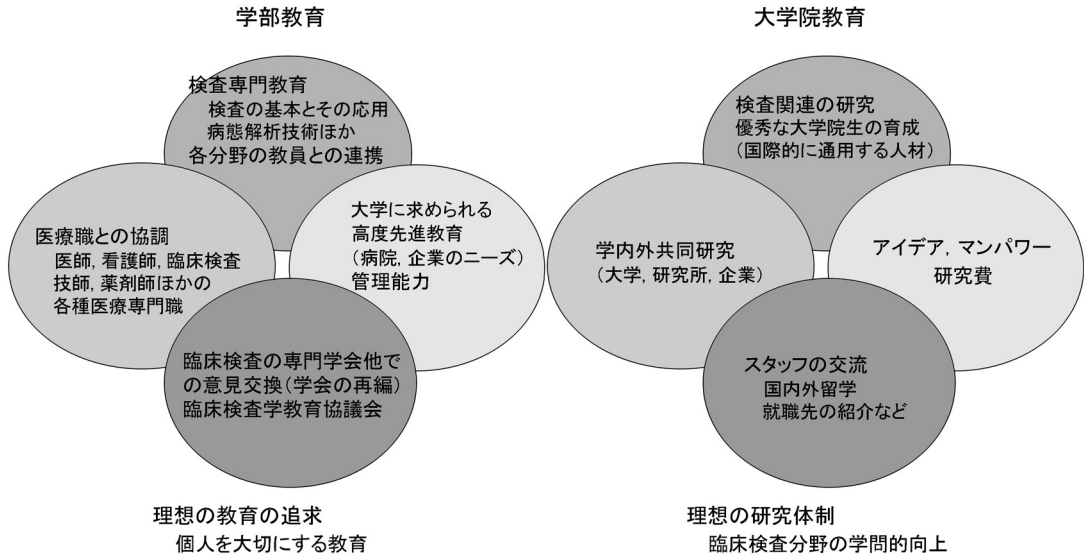 学部教育
検査専門教育
検査の基本とその応用
病態解析技術ほか
各分野の教員との連携
医療職との協調
医師, 看護師, 臨床検査
技師, 薬剤師ほかの
各種医療専門職
大学に求められる
高度先進教育
(病院, 企業のニーズ)
管理能力
臨床検査の専門学会他で
の意見交換(学会の再編)
臨床検査学教育協議会
理想の教育の追求
個人を大切にする教育
大学院教育
検査関連の研究
優秀な大学院生の育成
(国際的に通用する人材)
学内外共同研究
(大学, 研究所, 企業)
アイデア, マンパワー
研究費
スタッフの交流
国内外留学
就職先の紹介など
理想の研究体制
臨床検査分野の学問的向上